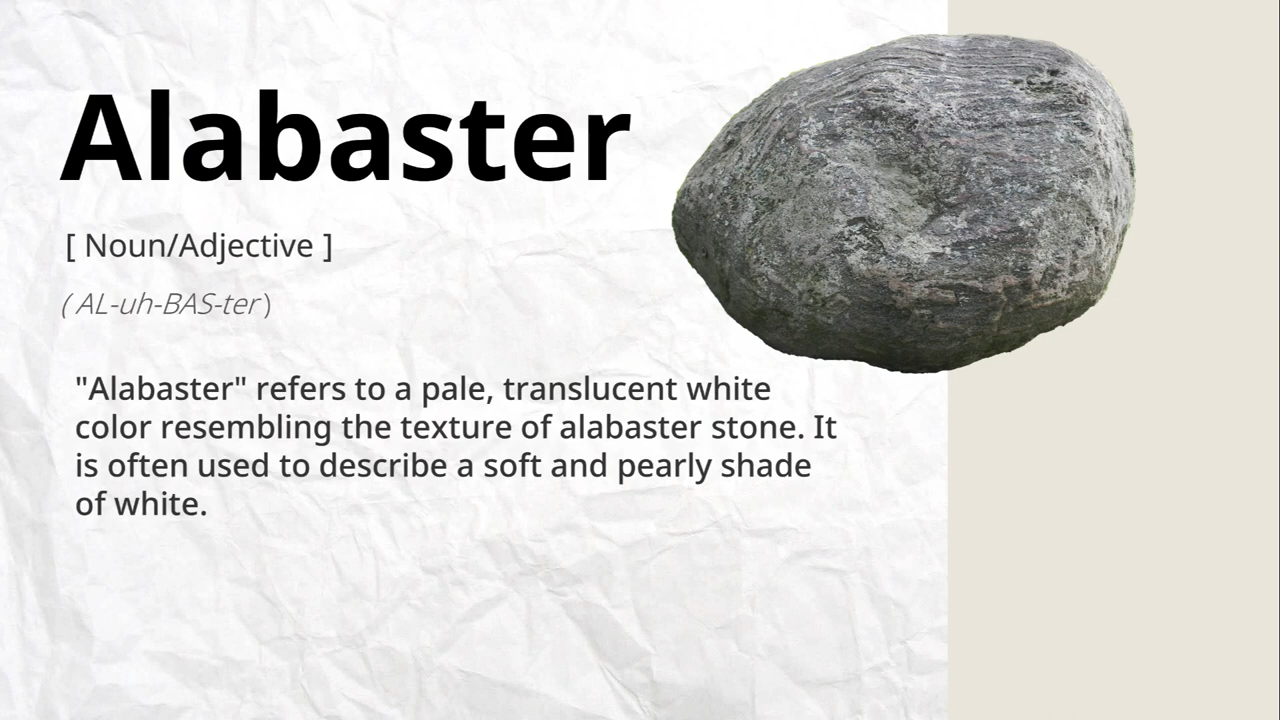 Alabaster
[ Noun/Adjective ]
( AL-uh-BAS-ter )
"Alabaster" refers to a pale, translucent white
color resembling the texture of alabaster stone. It
is often used to describe a soft and pearly shade
of white.